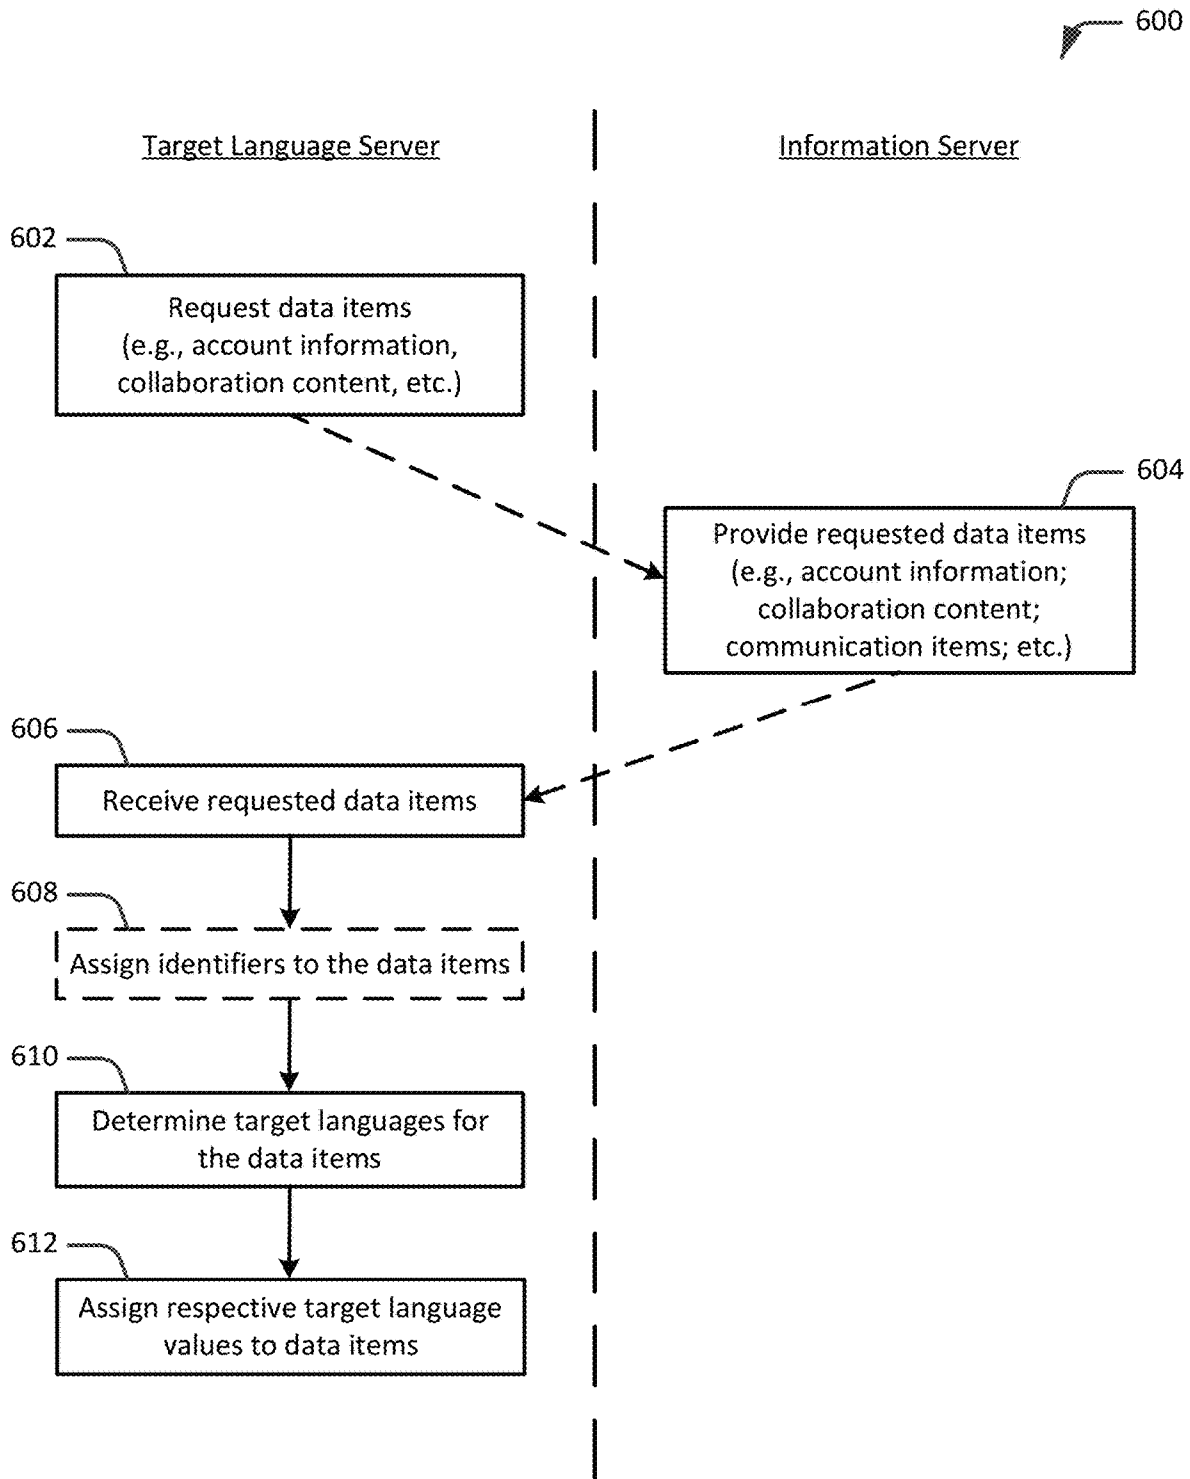 600
Target Language Server
Information Server
602
Request data items
(e.g., account information,
collaboration content, etc.)
604
Provide requested data items
(e.g., account information;
collaboration content;
communication items; etc.)
606
Receive requested data items
608
Assign identifiers to the data items
610
Determine target languages for
the data items
612
Assign respective target language
values to data items